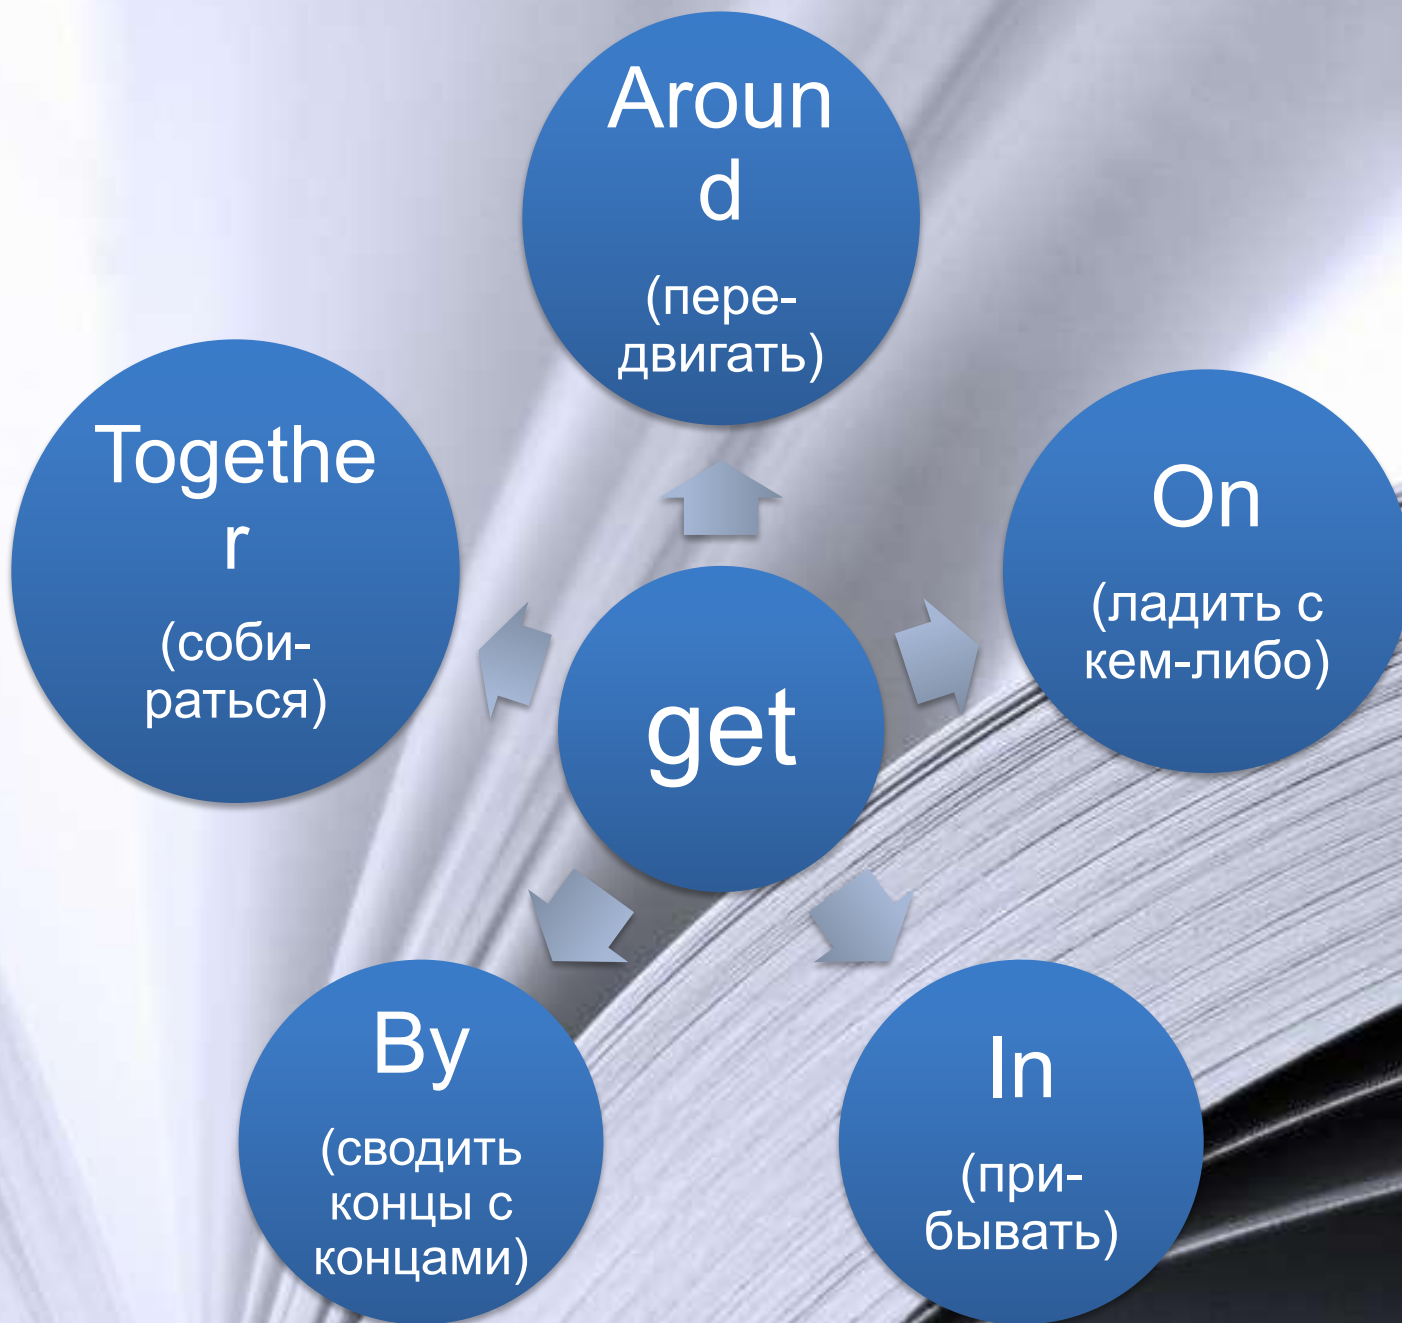 Aroun
d
(пере-
двигать)
Togethe
r
(соби-
раться)
On
(ладить с
кем-либо)
get
By
(сводить
концы с
концами)
In
(при-
бывать)